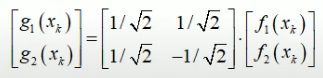 [g₁(xₖ)] = [1/√2 1/√2] · [f₁(xₖ)]
[g₂(xₖ)] [1/√2 −1/√2] [f₂(xₖ)]